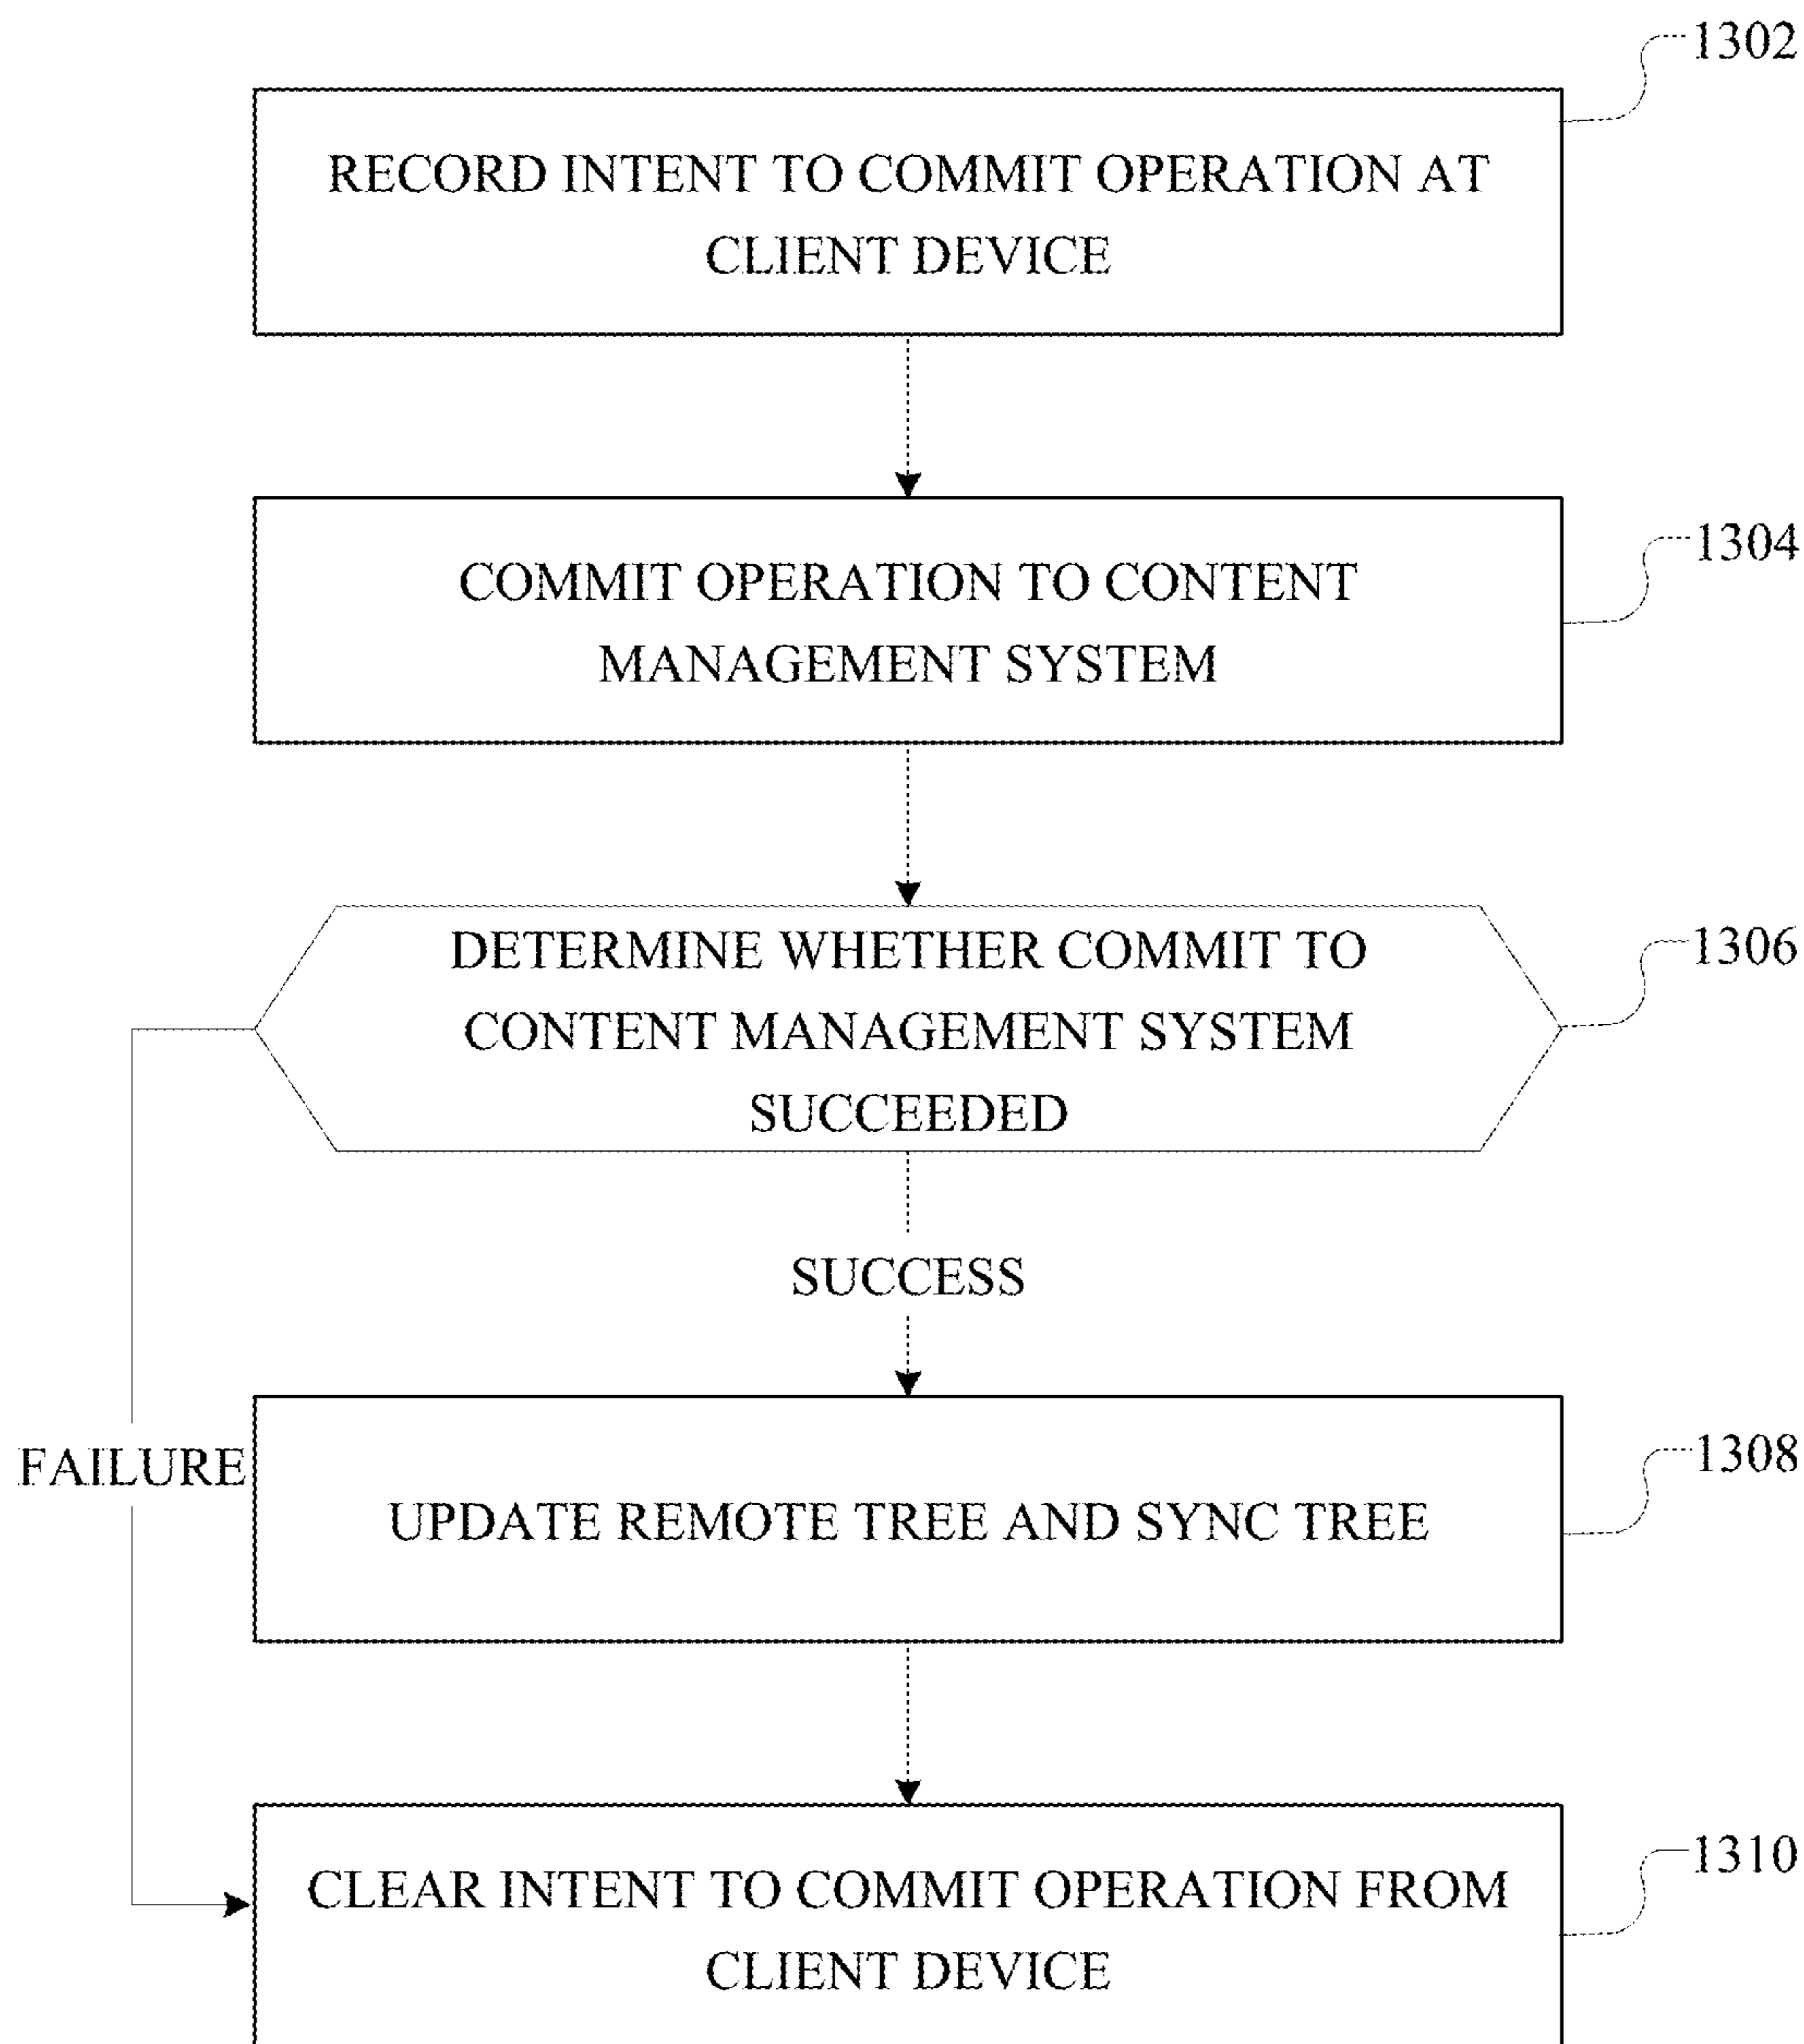 1302
RECORD INTENT TO COMMIT OPERATION AT
CLIENT DEVICE
1304
COMMIT OPERATION TO CONTENT
MANAGEMENT SYSTEM
1306
DETERMINE WHETHER COMMIT TO
CONTENT MANAGEMENT SYSTEM
SUCCEEDED
SUCCESS
FAILURE
1308
UPDATE REMOTE TREE AND SYNC TREE
1310
CLEAR INTENT TO COMMIT OPERATION FROM
CLIENT DEVICE